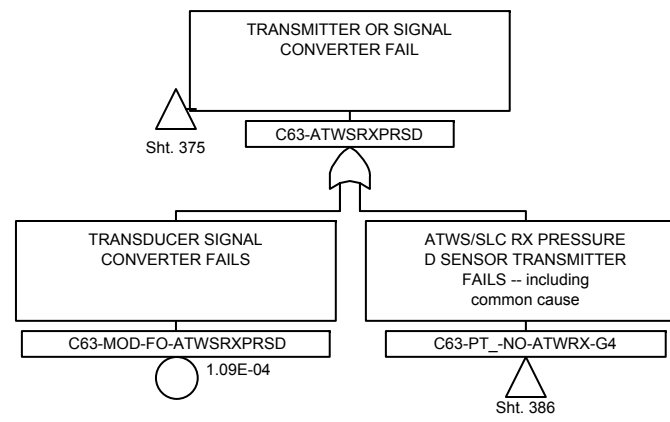 TRANSMITTER OR SIGNAL
CONVERTER FAIL
Sht. 375
C63-ATWSRXPRSD
TRANSDUCER SIGNAL
CONVERTER FAILS
C63-MOD-FO-ATWSRXPRSD
1.09E-04
ATWS/SLC RX PRESSURE
D SENSOR TRANSMITTER
FAILS -- including
common cause
C63-PT_-NO-ATWRX-G4
Sht. 386